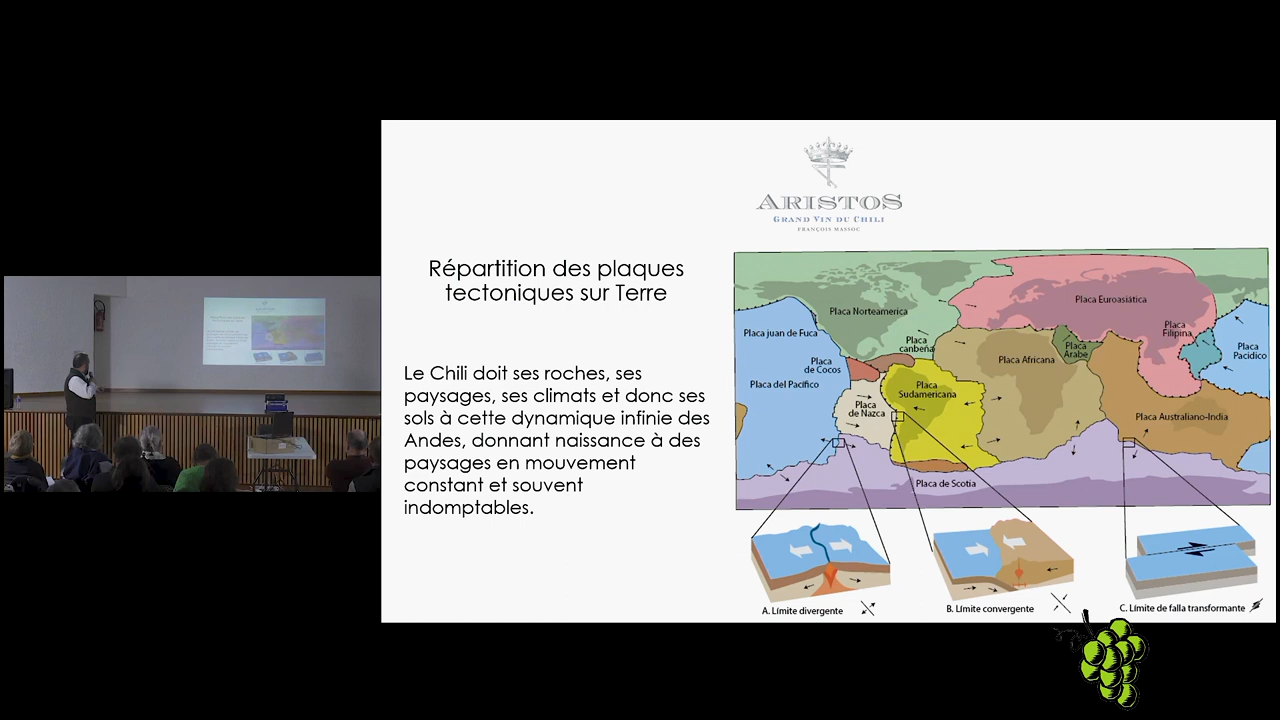 ARISTOS
GRAND VIN DU CHILI
FRANÇOIS MASSOC
Répartition des plaques
tectoniques sur Terre
Le Chili doit ses roches, ses
paysages, ses climats et donc ses
sols à cette dynamique infinie des
Andes, donnant naissance à des
paysages en mouvement
constant et souvent
indomptables.
Placa Norteamerica
Placa Euroasiática
Placa juan de Fuca
Placa
Filipina
Placa
canbeña
Placa
Arabe
Placa
Pacidico
Placa
de Cocos
Placa Africana
Placa del Pacífico
Placa
Sudamericana
Placa
de Nazca
Placa Australiano-India
Placa de Scotia
A. Límite divergente
B. Límite convergente
C. Límite de falla transformante